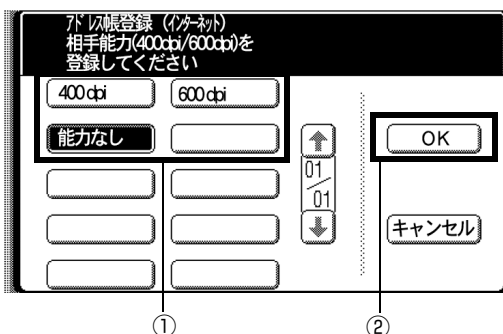 アドレス帳登録 (インターネット)
相手能力(400dpi/600dpi)を
登録してください
400dpi
600dpi
能力なし
01
01
OK
キャンセル
①
②